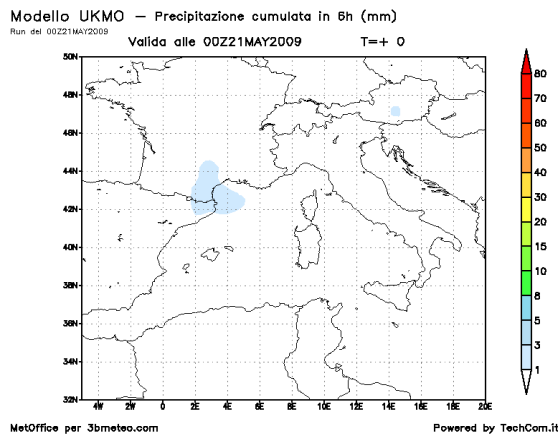 Modello UKMO – Precipitazione cumulata in 6h (mm)
Run del 00Z21MAY2009
Valida alle 00Z21MAY2009 T=+ 0
50N
48N
46N
44N
42N
40N
38N
36N
34N
32N
4W 2W 0 2E 4E 6E 8E 10E 12E 14E 16E 18E 20E
80
70
60
50
40
30
20
15
10
8
5
3
1
MetOffice per 3bmeteo.com
Powered by TechCom.it